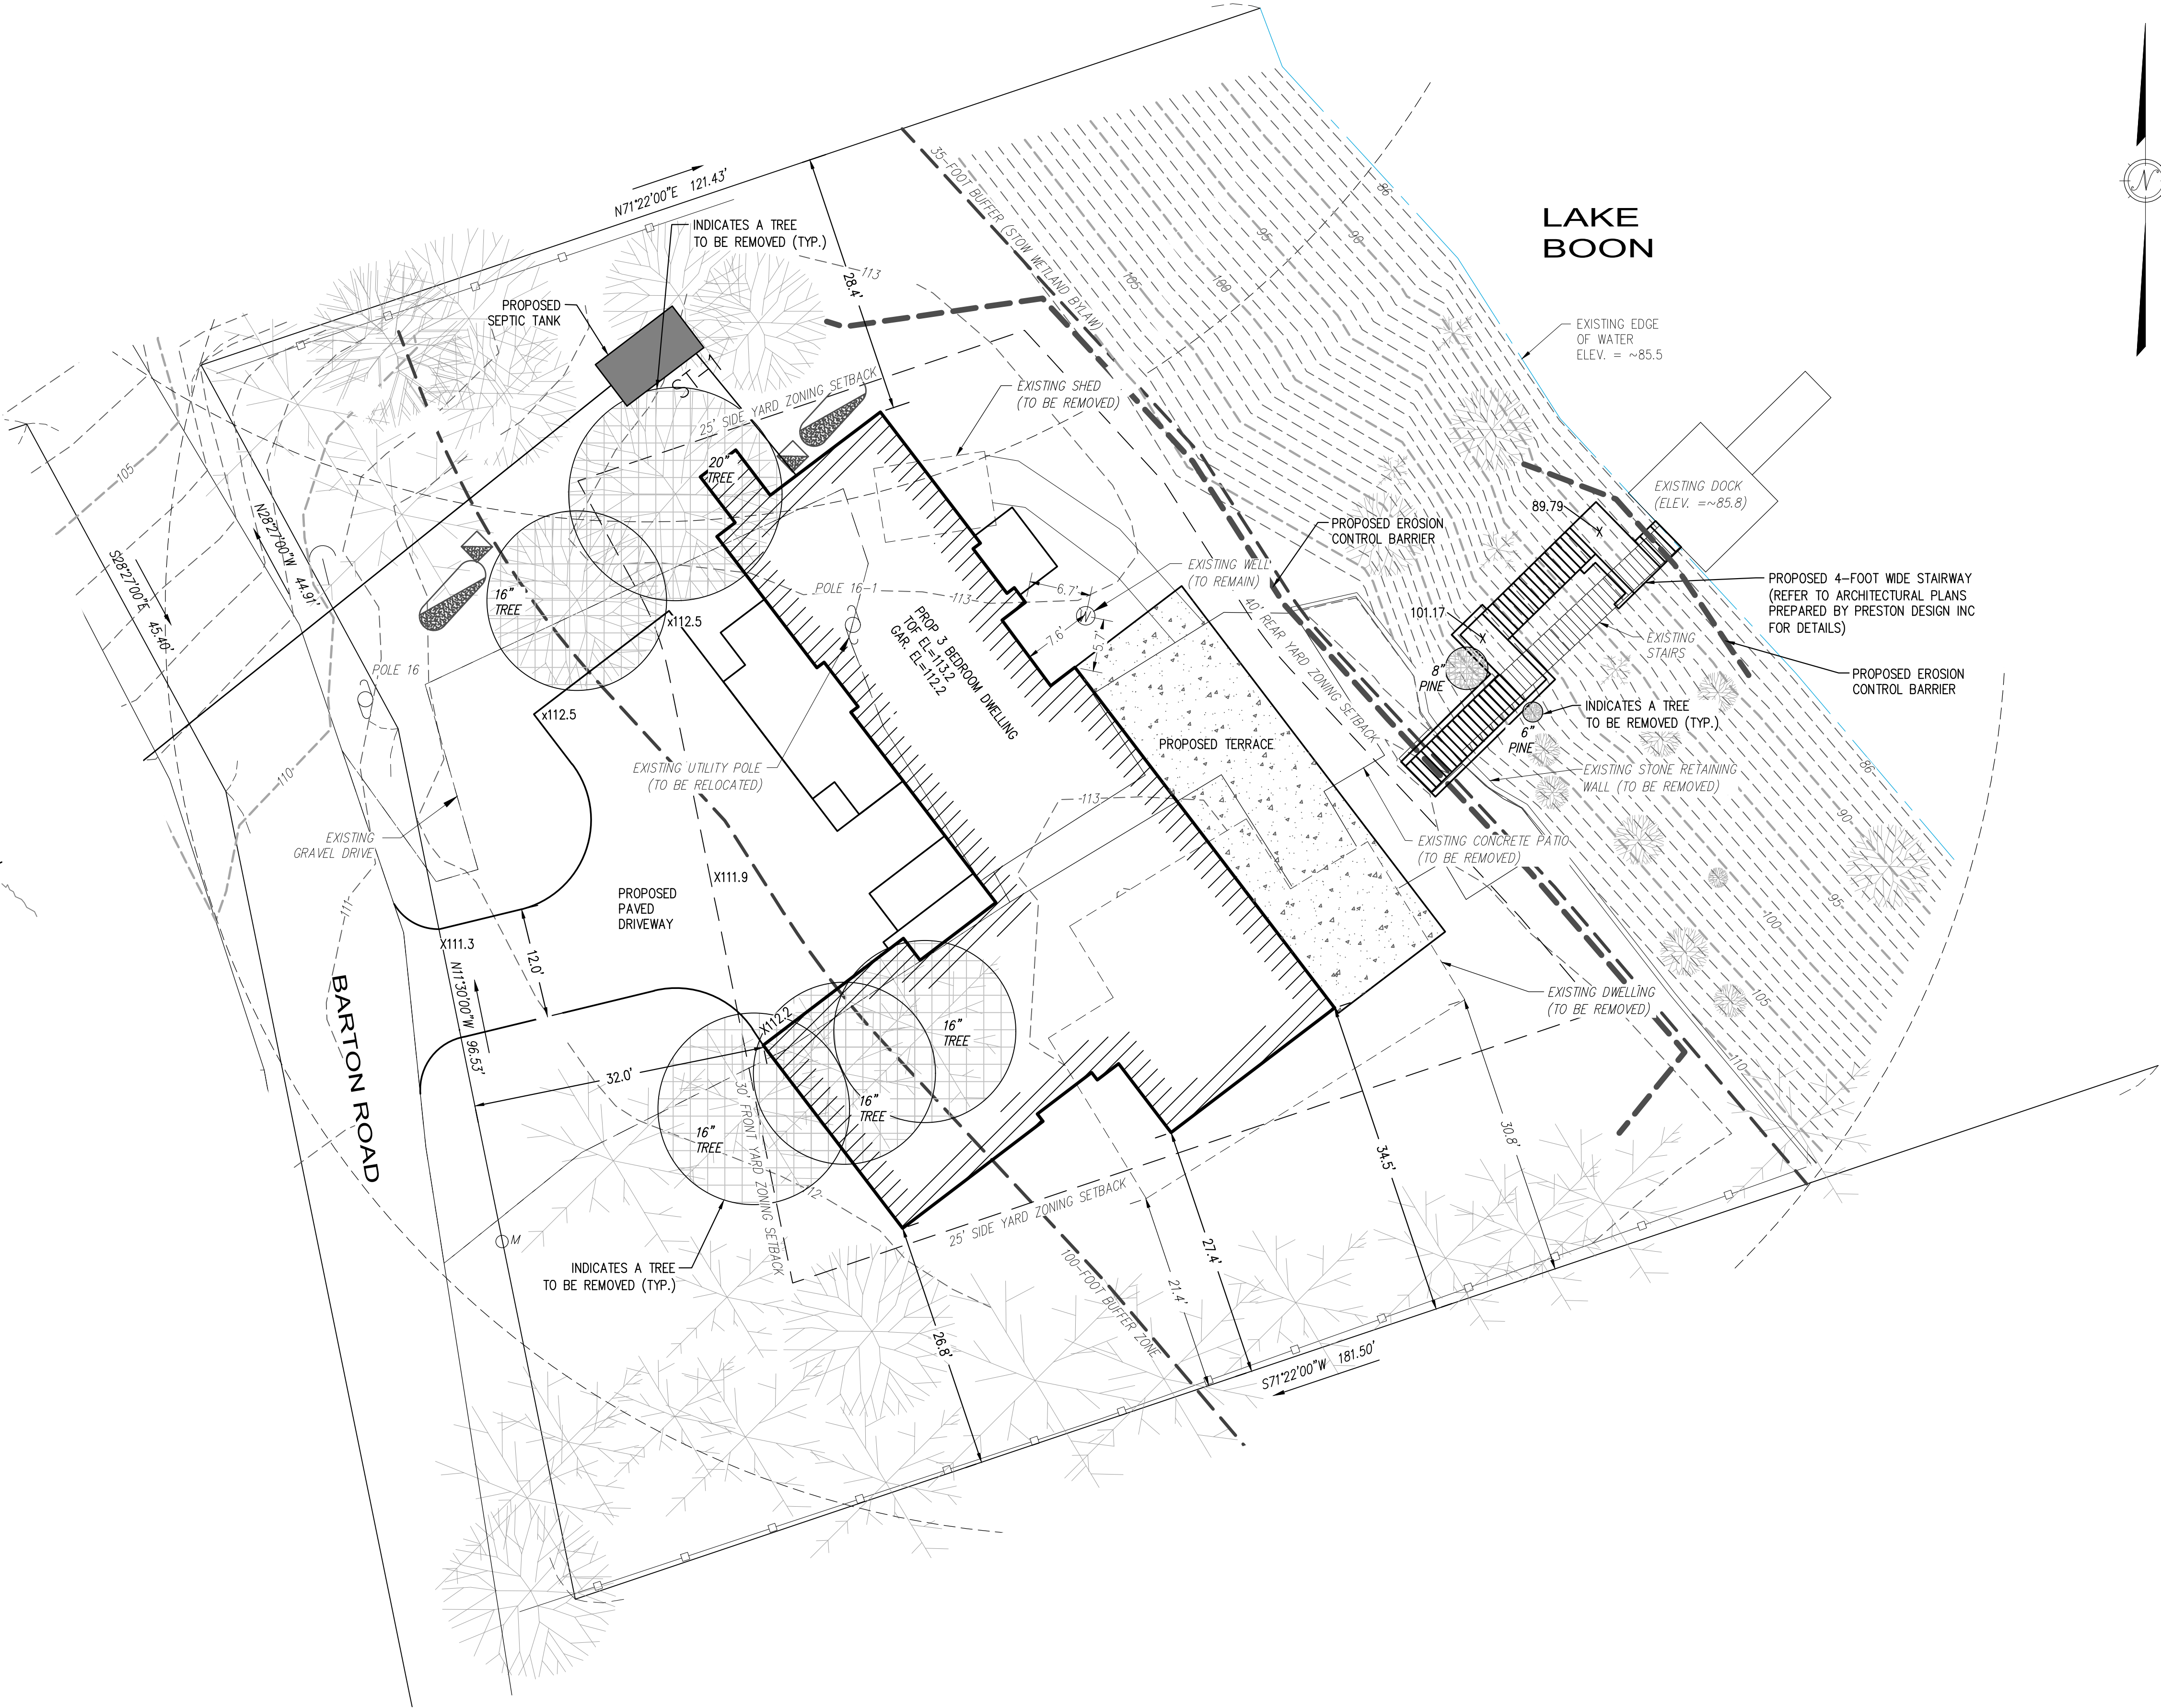 N71°22'00"E 121.43'
INDICATES A TREE
TO BE REMOVED (TYP.)
113
28.4'
35-FOOT BUFFER (STOW WETLAND BYLAW)
86
95
90
105
100
LAKE
BOON
N
PROPOSED
SEPTIC TANK
ST-1
25' SIDE YARD ZONING SETBACK
EXISTING SHED
(TO BE REMOVED)
EXISTING EDGE
OF WATER
ELEV. = ~85.5
20"
TREE
105
N28°27'00"W 44.91'
S28°27'00"E 45.40'
16"
TREE
PROPOSED EROSION
CONTROL BARRIER
89.79
EXISTING DOCK
(ELEV. =~85.8)
EXISTING WELL
(TO REMAIN)
W
6.7'
7.6'
5.7'
POLE 16-1
113
x112.5
x112.5
PROP. 3 BEDROOM DWELLING
TOF EL=113.2
GAR. EL=112.2
40' REAR YARD ZONING SETBACK
101.17
X
X
PROPOSED 4-FOOT WIDE STAIRWAY
(REFER TO ARCHITECTURAL PLANS
PREPARED BY PRESTON DESIGN INC
FOR DETAILS)
EXISTING
STAIRS
8"
PINE
PROPOSED EROSION
CONTROL BARRIER
INDICATES A TREE
TO BE REMOVED (TYP.)
6"
PINE
POLE 16
110
EXISTING UTILITY POLE
(TO BE RELOCATED)
PROPOSED TERRACE
EXISTING STONE RETAINING
WALL (TO BE REMOVED)
86
90
95
100
105
110
113
EXISTING
GRAVEL DRIVE
EXISTING CONCRETE PATIO
(TO BE REMOVED)
X111.9
PROPOSED
PAVED
DRIVEWAY
111
X111.3
12.0'
N11°30'00"W 96.53'
BARTON ROAD
X112.2
32.0'
16"
TREE
16"
TREE
16"
TREE
EXISTING DWELLING
(TO BE REMOVED)
30' FRONT YARD ZONING SETBACK
112
25' SIDE YARD ZONING SETBACK
100-FOOT BUFFER ZONE
M
INDICATES A TREE
TO BE REMOVED (TYP.)
26.8'
21.4'
27.4'
34.5'
30.8'
S71°22'00"W 181.50'